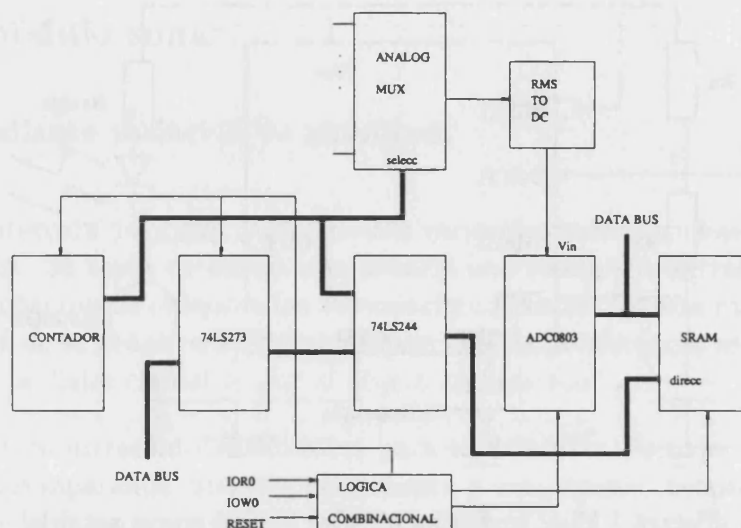 ANALOG
MUX
selecc
RMS
TO
DC
DATA BUS
Vin
CONTADOR
74LS273
74LS244
ADC0803
SRAM
direcc
DATA BUS
IOR0
IOW0
RESET
LOGICA
COMBINACIONAL